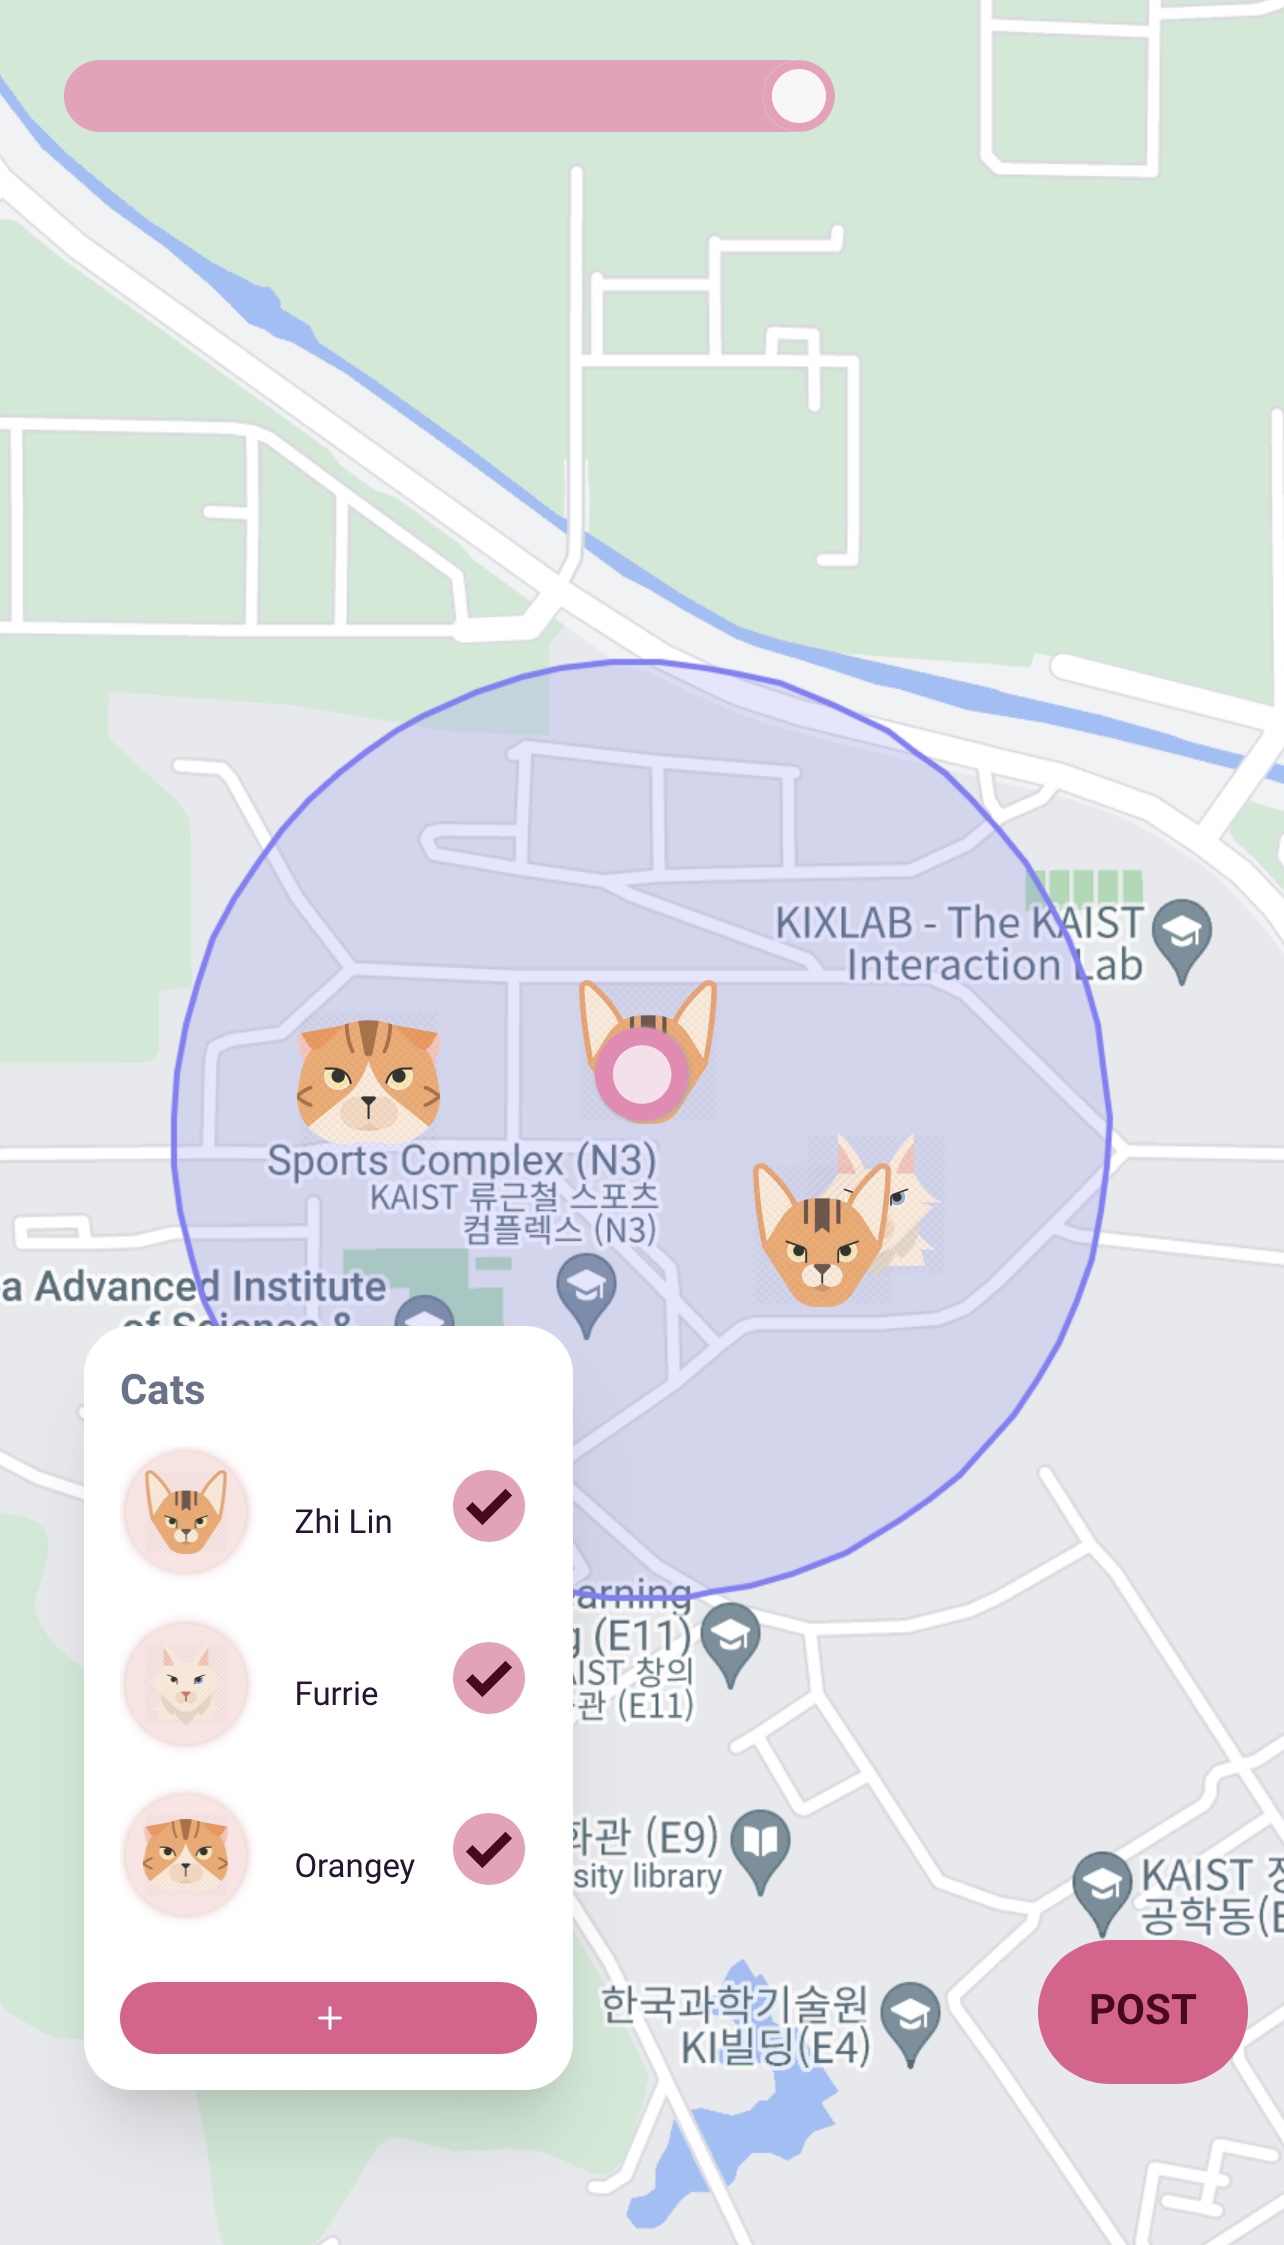 KIXLAB - The KAIST
Interaction Lab
Sports Complex (N3)
KAIST 류근철 스포츠
컴플렉스 (N3)
a Advanced Institute
of Science &
Cats
Zhi Lin
Furrie
Orangey
+
arning
(E11)
AIST 창의
관 (E11)
화관 (E9)
sity library
KAIST
공학동(E
한국과학기술원
KI빌딩(E4)
POST